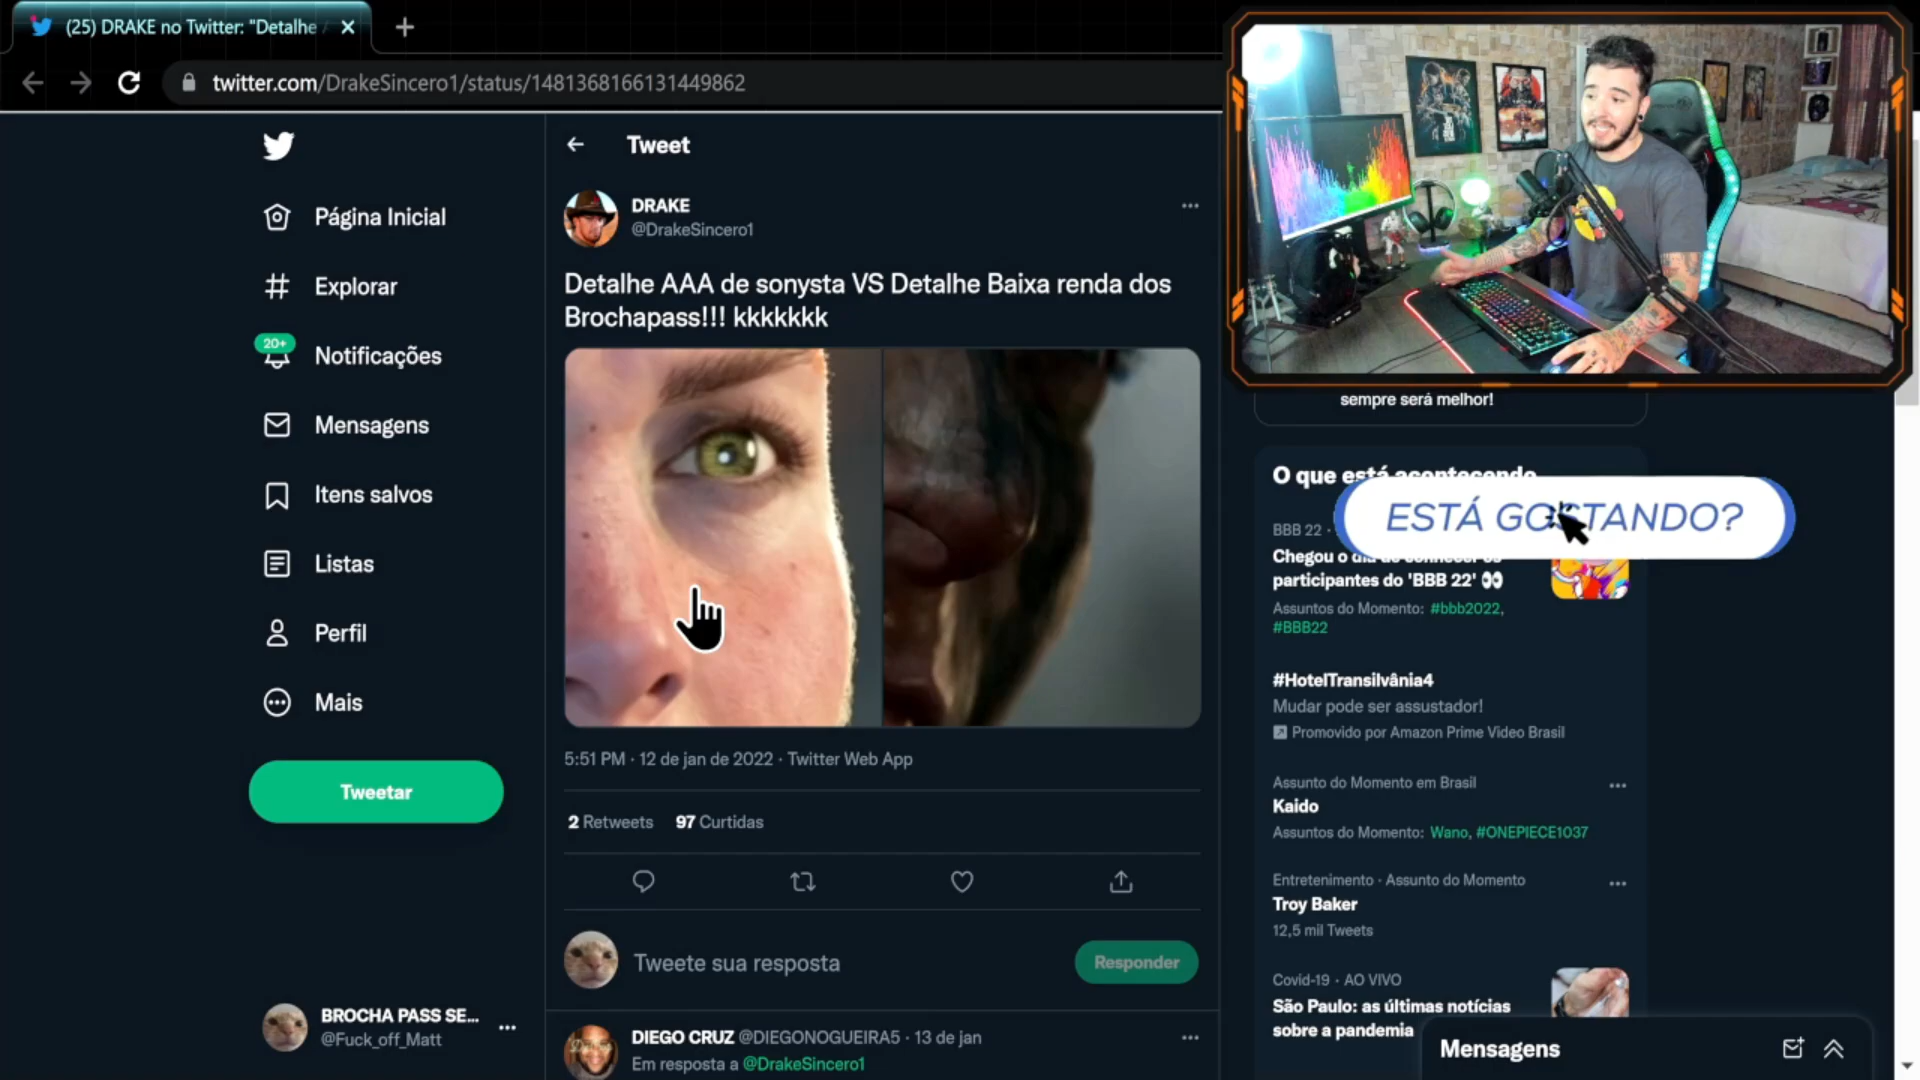 (25) DRAKE no Twitter: "Detalhe
twitter.com/DrakeSincero1/status/1481368166131449862
Tweet
Página Inicial
Explorar
20+
Notificações
Mensagens
Itens salvos
Listas
Perfil
Mais
Tweetar
BROCHA PASS SE...
@Fuck_off_Matt
DRAKE
@DrakeSincero1
Detalhe AAA de sonysta VS Detalhe Baixa renda dos
Brochapass!!! kkkkkkk
5:51 PM · 12 de jan de 2022 · Twitter Web App
2 Retweets 97 Curtidas
Tweete sua resposta
Responder
DIEGO CRUZ @DIEGONOGUEIRA5 · 13 de jan
Em resposta a @DrakeSincero1
sempre será melhor!
O que está acontecendo
ESTÁ GOSTANDO?
BBB 22 ·
Chegou o dia de conhecer os
participantes do 'BBB 22' 👀
Assuntos do Momento: #bbb2022,
#BBB22
#HotelTransilvânia4
Mudar pode ser assustador!
Promovido por Amazon Prime Video Brasil
Assunto do Momento em Brasil
Kaido
Assuntos do Momento: Wano, #ONEPIECE1037
Entretenimento · Assunto do Momento
Troy Baker
12,5 mil Tweets
Covid-19 · AO VIVO
São Paulo: as últimas notícias
sobre a pandemia
Mensagens